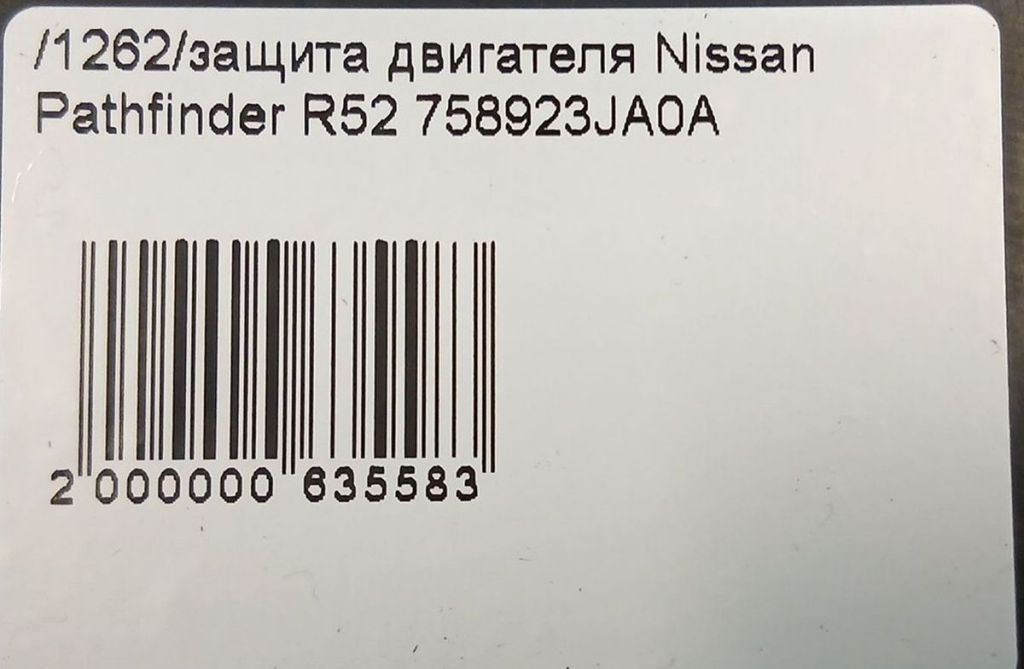 /1262/защита двигателя Nissan
Pathfinder R52 758923JA0A
2 000000 635583